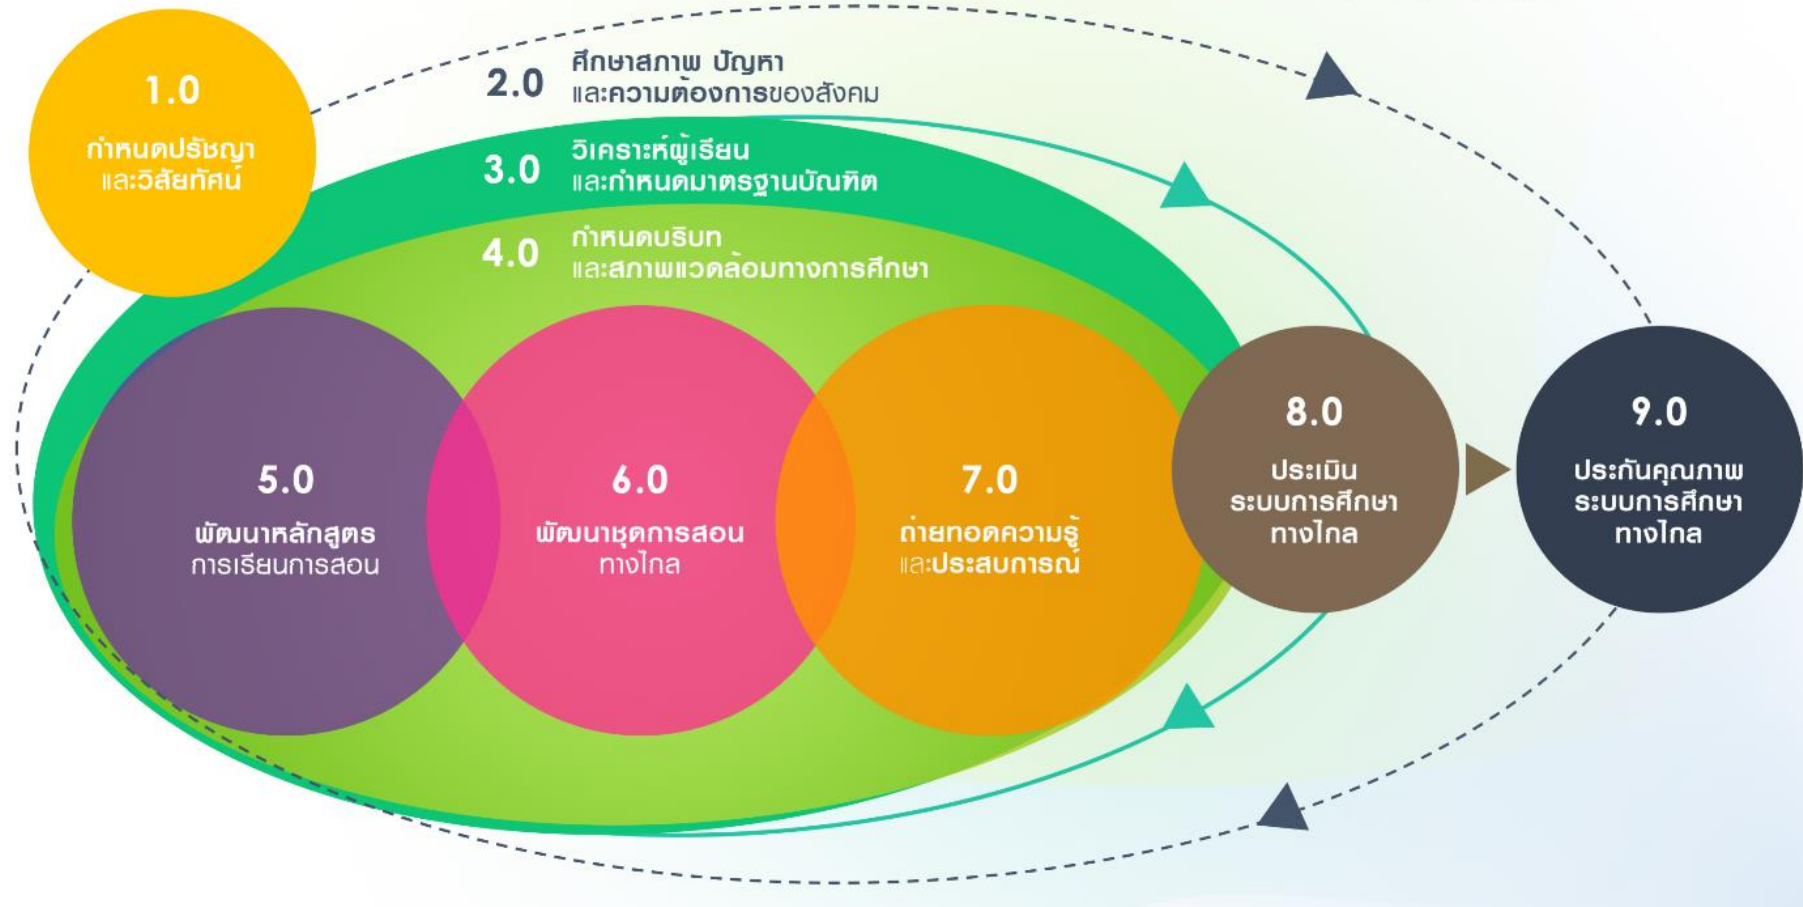 1.0
กำหนดปรัชญา
และวิสัยทัศน์
2.0
ศึกษาสภาพ ปัญหา
และความต้องการของสังคม
3.0
วิเคราะห์ผู้เรียน
และกำหนดมาตรฐานบัณฑิต
4.0
กำหนดบริบท
และสภาพแวดล้อมทางการศึกษา
5.0
พัฒนาหลักสูตร
การเรียนการสอน
6.0
พัฒนาชุดการสอน
ทางไกล
7.0
ถ่ายทอดความรู้
และประสบการณ์
8.0
ประเมิน
ระบบการศึกษา
ทางไกล
9.0
ประกันคุณภาพ
ระบบการศึกษา
ทางไกล